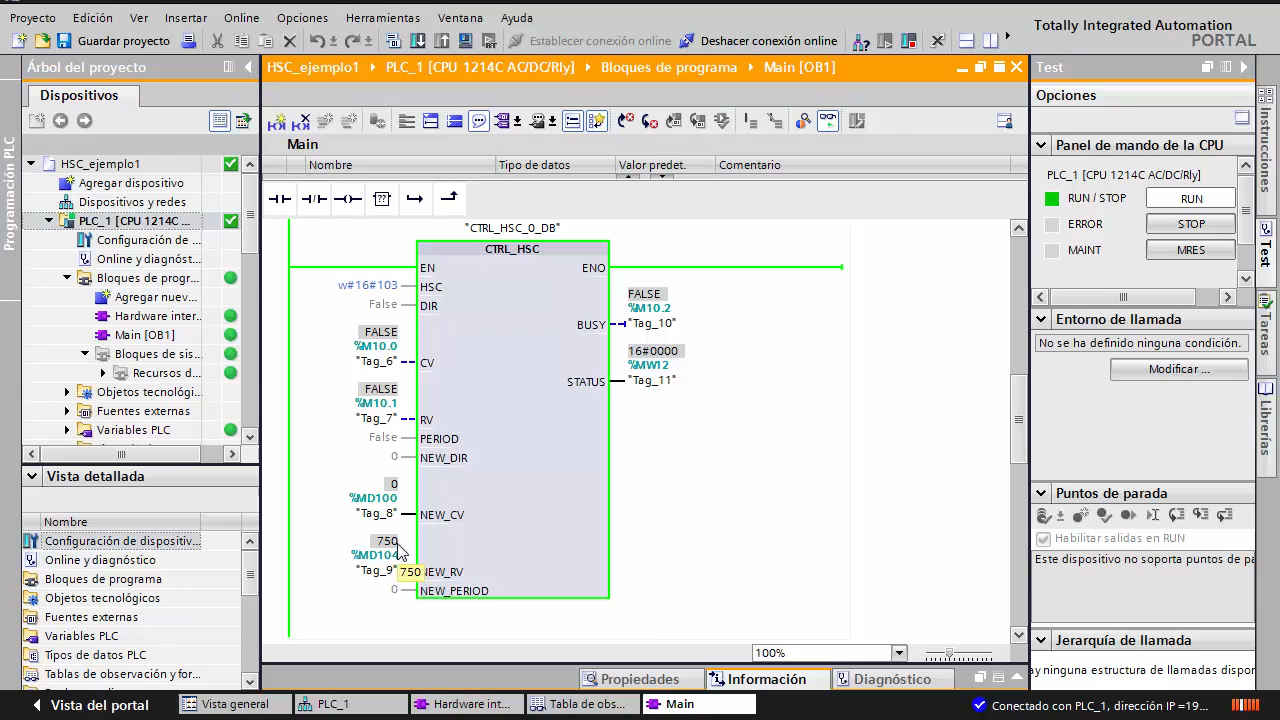 Proyecto Edición Ver Insertar Online Opciones Herramientas Ventana Ayuda
Totally Integrated Automation
PORTAL
Guardar proyecto Establecer conexión online Deshacer conexión online
Árbol del proyecto
HSC_ejemplo1 PLC_1 [CPU 1214C AC/DC/Rly] Bloques de programa Main [OB1]
Test
Dispositivos
Opciones
Programación PLC
Main
Nombre Tipo de datos Valor predet. Comentario
HSC_ejemplo1
Agregar dispositivo
Dispositivos y redes
PLC_1 [CPU 1214C ...
Configuración de ...
Online y diagnóst...
Bloques de progr...
Agregar nuev...
Hardware inter...
Main [OB1]
Bloques de sis...
Recursos d...
Objetos tecnológi...
Fuentes externas
Variables PLC
"CTRL_HSC_0_DB"
CTRL_HSC
EN ENO
w#16#103 HSC
False DIR
FALSE
%M10.2
BUSY "Tag_10"
FALSE
%M10.0
"Tag_6" CV
16#0000
%MW12
STATUS "Tag_11"
FALSE
%M10.1
"Tag_7" RV
False PERIOD
0 NEW_DIR
0
%MD100
"Tag_8" NEW_CV
750
%MD104
"Tag_9" 750 NEW_RV
0 NEW_PERIOD
100%
Panel de mando de la CPU
PLC_1 [CPU 1214C AC/DC/Rly]
RUN / STOP RUN
ERROR STOP
MAINT MRES
Entorno de llamada
No se ha definido ninguna condición.
Modificar ...
Puntos de parada
Habilitar salidas en RUN
Este dispositivo no soporta puntos de pa
Jerarquía de llamada
ay ninguna estructura de llamadas dispor
Instrucciones
Test
Tareas
Librerías
Vista detallada
Nombre
Configuración de dispositiv...
Online y diagnóstico
Bloques de programa
Objetos tecnológicos
Fuentes externas
Variables PLC
Tipos de datos PLC
Tablas de observación y for...
Propiedades Información Diagnóstico
Vista del portal Vista general PLC_1 Hardware int... Tabla de obs... Main Conectado con PLC_1, dirección IP =19...